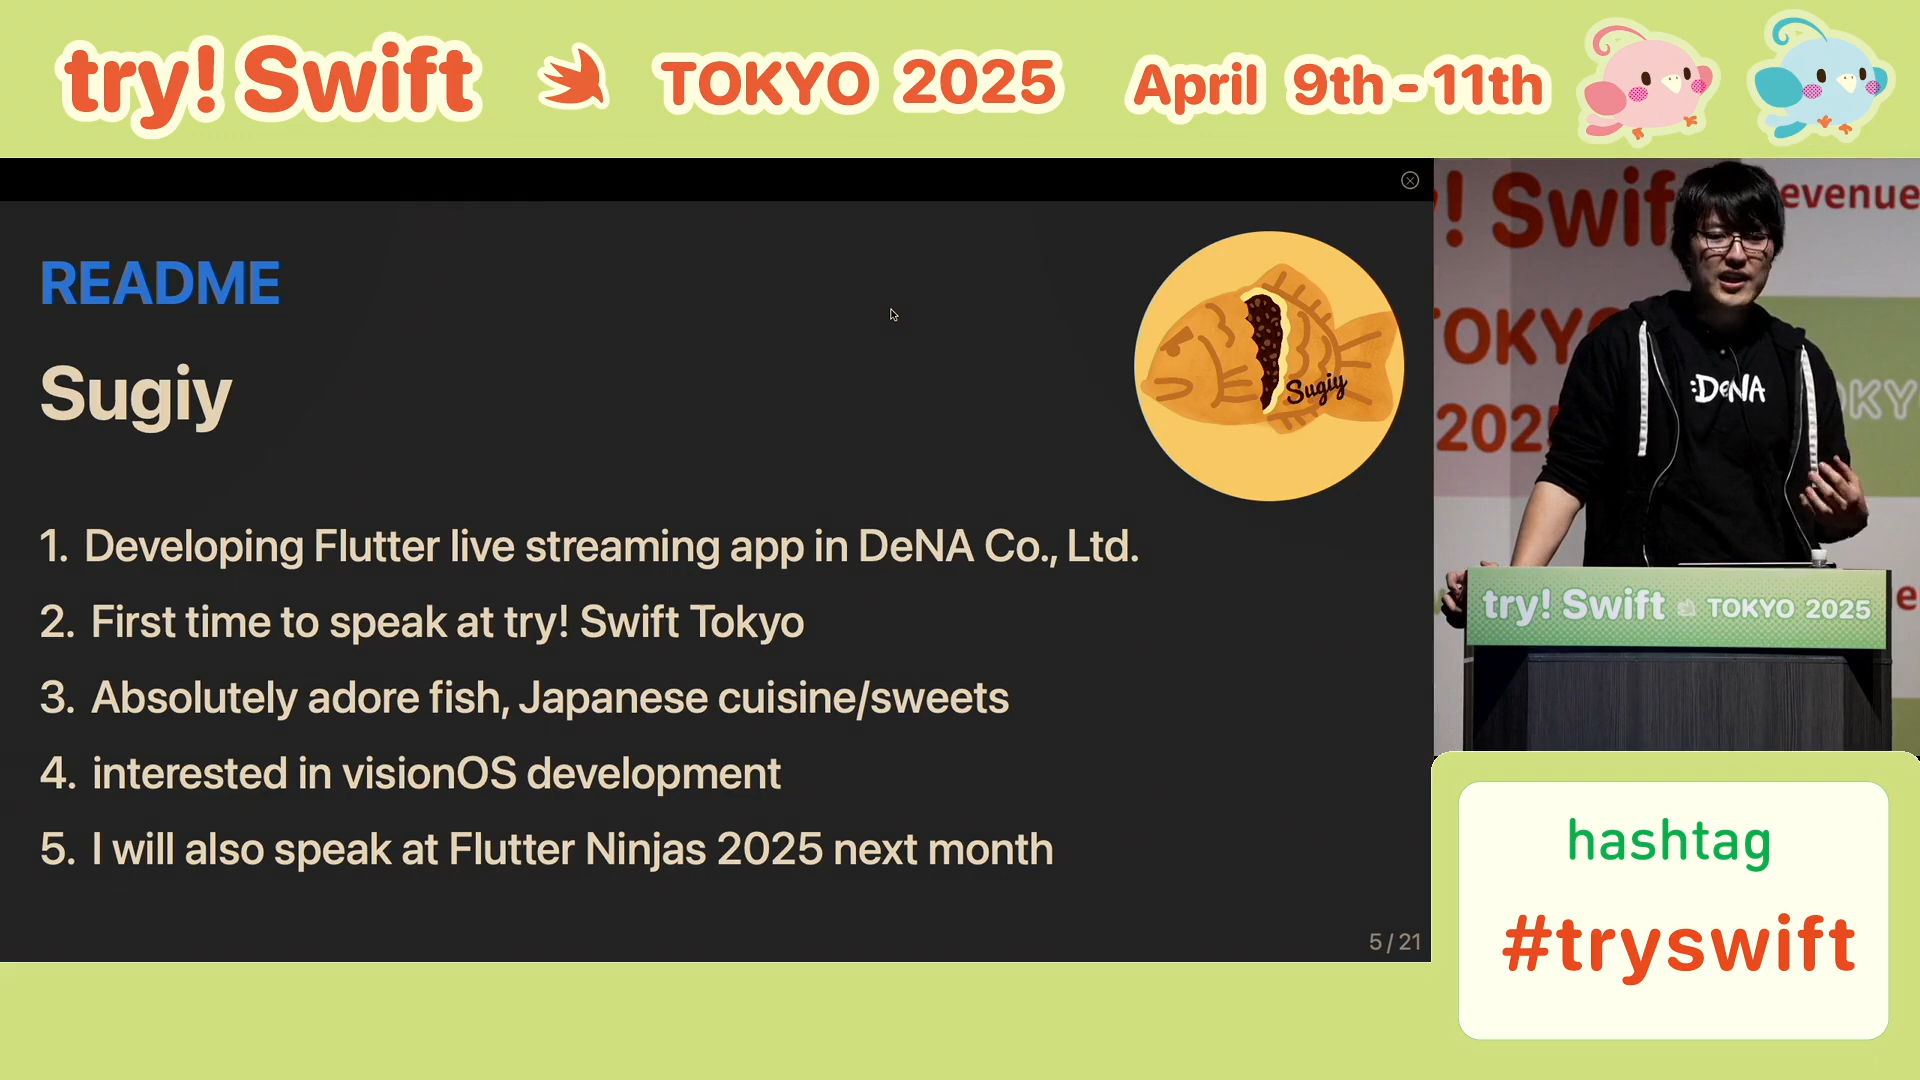 try! Swift TOKYO 2025 April 9th - 11th
README
Sugiy
Sugiy
1. Developing Flutter live streaming app in DeNA Co., Ltd.
2. First time to speak at try! Swift Tokyo
3. Absolutely adore fish, Japanese cuisine/sweets
4. interested in visionOS development
5. I will also speak at Flutter Ninjas 2025 next month
5 / 21
y! Swif
evenue
TOKYO
OKY
2025
:DeNA
e
try! Swift TOKYO 2025
hashtag
#tryswift